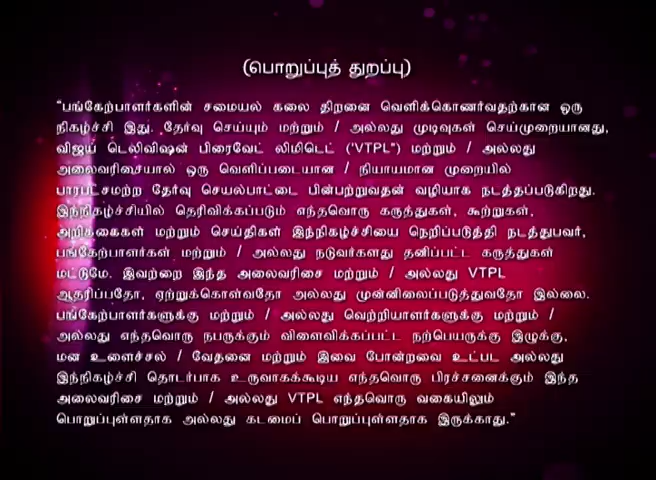 (பொறுப்புத் துறப்பு)
"பங்கேற்பாளர்களின் சமையல் கலை திறனை வெளிக்கொணர்வதற்கான ஒரு
நிகழ்ச்சி இது. தேர்வு செய்யும் மற்றும் / அல்லது முடிவுகள் செய்முறையானது,
விஜய் டெலிவிஷன் பிரைவேட் லிமிடெட் ('VTPL") மற்றும் / அல்லது
அலைவரிசையால் ஒரு வெளிப்படையான / நியாயமான முறையில்
பாரபட்சமற்ற தேர்வு செயல்பாட்டை பின்பற்றுவதன் வழியாக நடத்தப்படுகிறது.
இந்நிகழ்ச்சியில் தெரிவிக்கப்படும் எந்தவொரு கருத்துகள், கூற்றுகள்,
அறிக்கைகள் மற்றும் செய்திகள் இந்நிகழ்ச்சியை நெறிப்படுத்தி நடத்துபவர்,
பங்கேற்பாளர்கள் மற்றும் / அல்லது நடுவர்களது தனிப்பட்ட கருத்துகள்
மட்டுமே. இவற்றை இந்த அலைவரிசை மற்றும் / அல்லது VTPL
ஆதரிப்பதோ, ஏற்றுக்கொள்வதோ அல்லது முன்னிலைப்படுத்துவதோ இல்லை.
பங்கேற்பாளர்களுக்கு மற்றும் / அல்லது வெற்றியாளர்களுக்கு மற்றும் /
அல்லது எந்தவொரு நபருக்கும் விளைவிக்கப்பட்ட நற்பெயருக்கு இழுக்கு,
மன உளைச்சல் / வேதனை மற்றும் இவை போன்றவை உட்பட அல்லது
இந்நிகழ்ச்சி தொடர்பாக உருவாகக்கூடிய எந்தவொரு பிரச்சனைக்கும் இந்த
அலைவரிசை மற்றும் / அல்லது VTPL எந்தவொரு வகையிலும்
பொறுப்புள்ளதாக அல்லது கடமைப் பொறுப்புள்ளதாக இருக்காது."